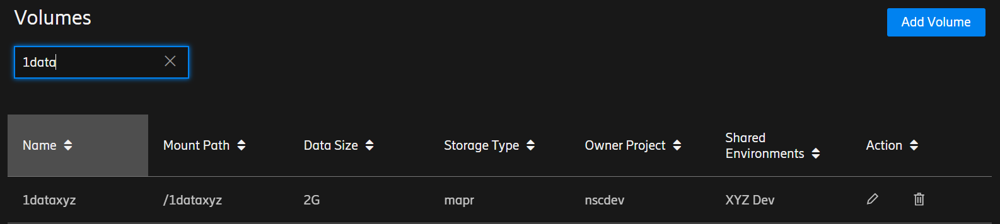 Volumes
Add Volume
1data
Name
Mount Path
Data Size
Storage Type
Owner Project
Shared
Environments
Action
1dataxyz
/1dataxyz
2G
mapr
nscdev
XYZ Dev